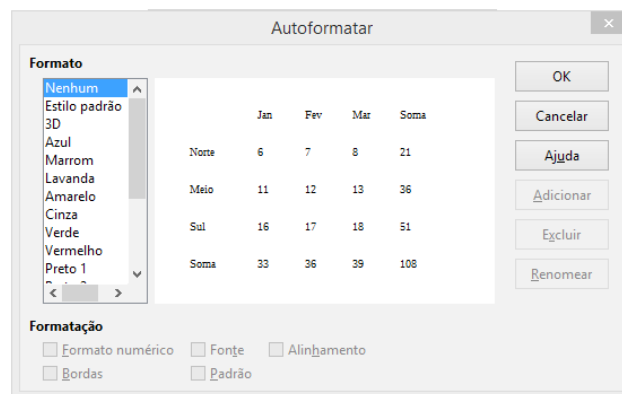 Autoformatar
Formato
Nenhum
Estilo padrão
3D
Azul
Marrom
Lavanda
Amarelo
Cinza
Verde
Vermelho
Preto 1
Jan Fev Mar Soma
Norte 6 7 8 21
Meio 11 12 13 36
Sul 16 17 18 51
Soma 33 36 39 108
OK
Cancelar
Ajuda
Adicionar
Excluir
Renomear
Formatação
Formato numérico Fonte Alinhamento
Bordas Padrão